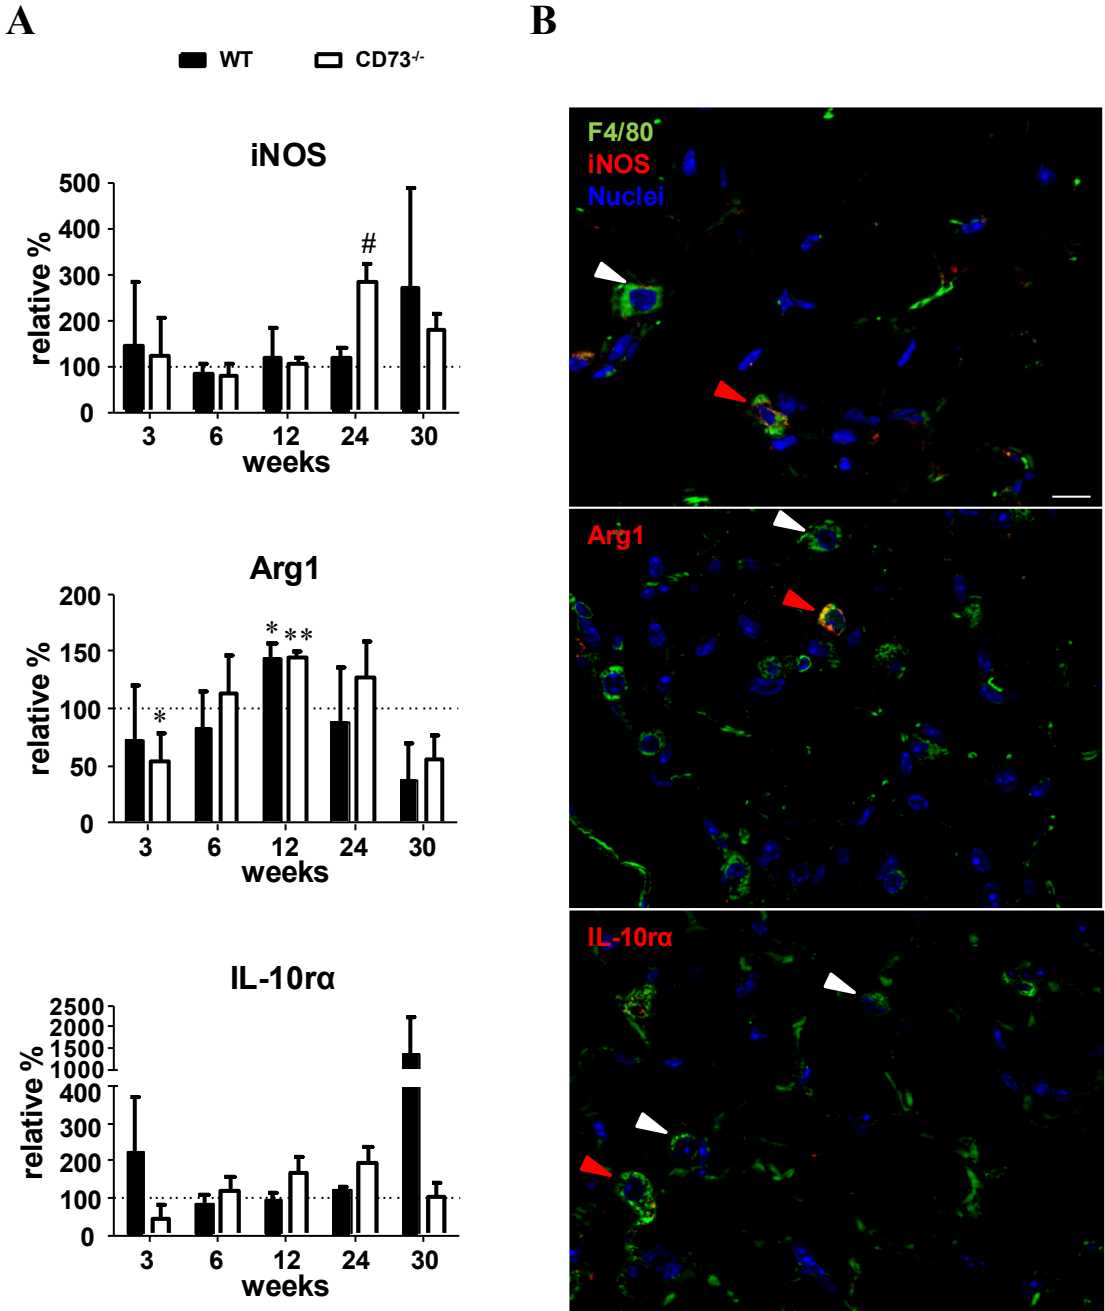 A
B
WT CD73-/-
iNOS
500
400
300
200
100
0
relative %
#
3 6 12 24 30
weeks
Arg1
200
150
100
50
0
relative %
*
* **
3 6 12 24 30
weeks
IL-10rα
2500
2000
1500
1000
400
300
200
100
0
relative %
3 6 12 24 30
weeks
F4/80
iNOS
Nuclei
Arg1
IL-10rα